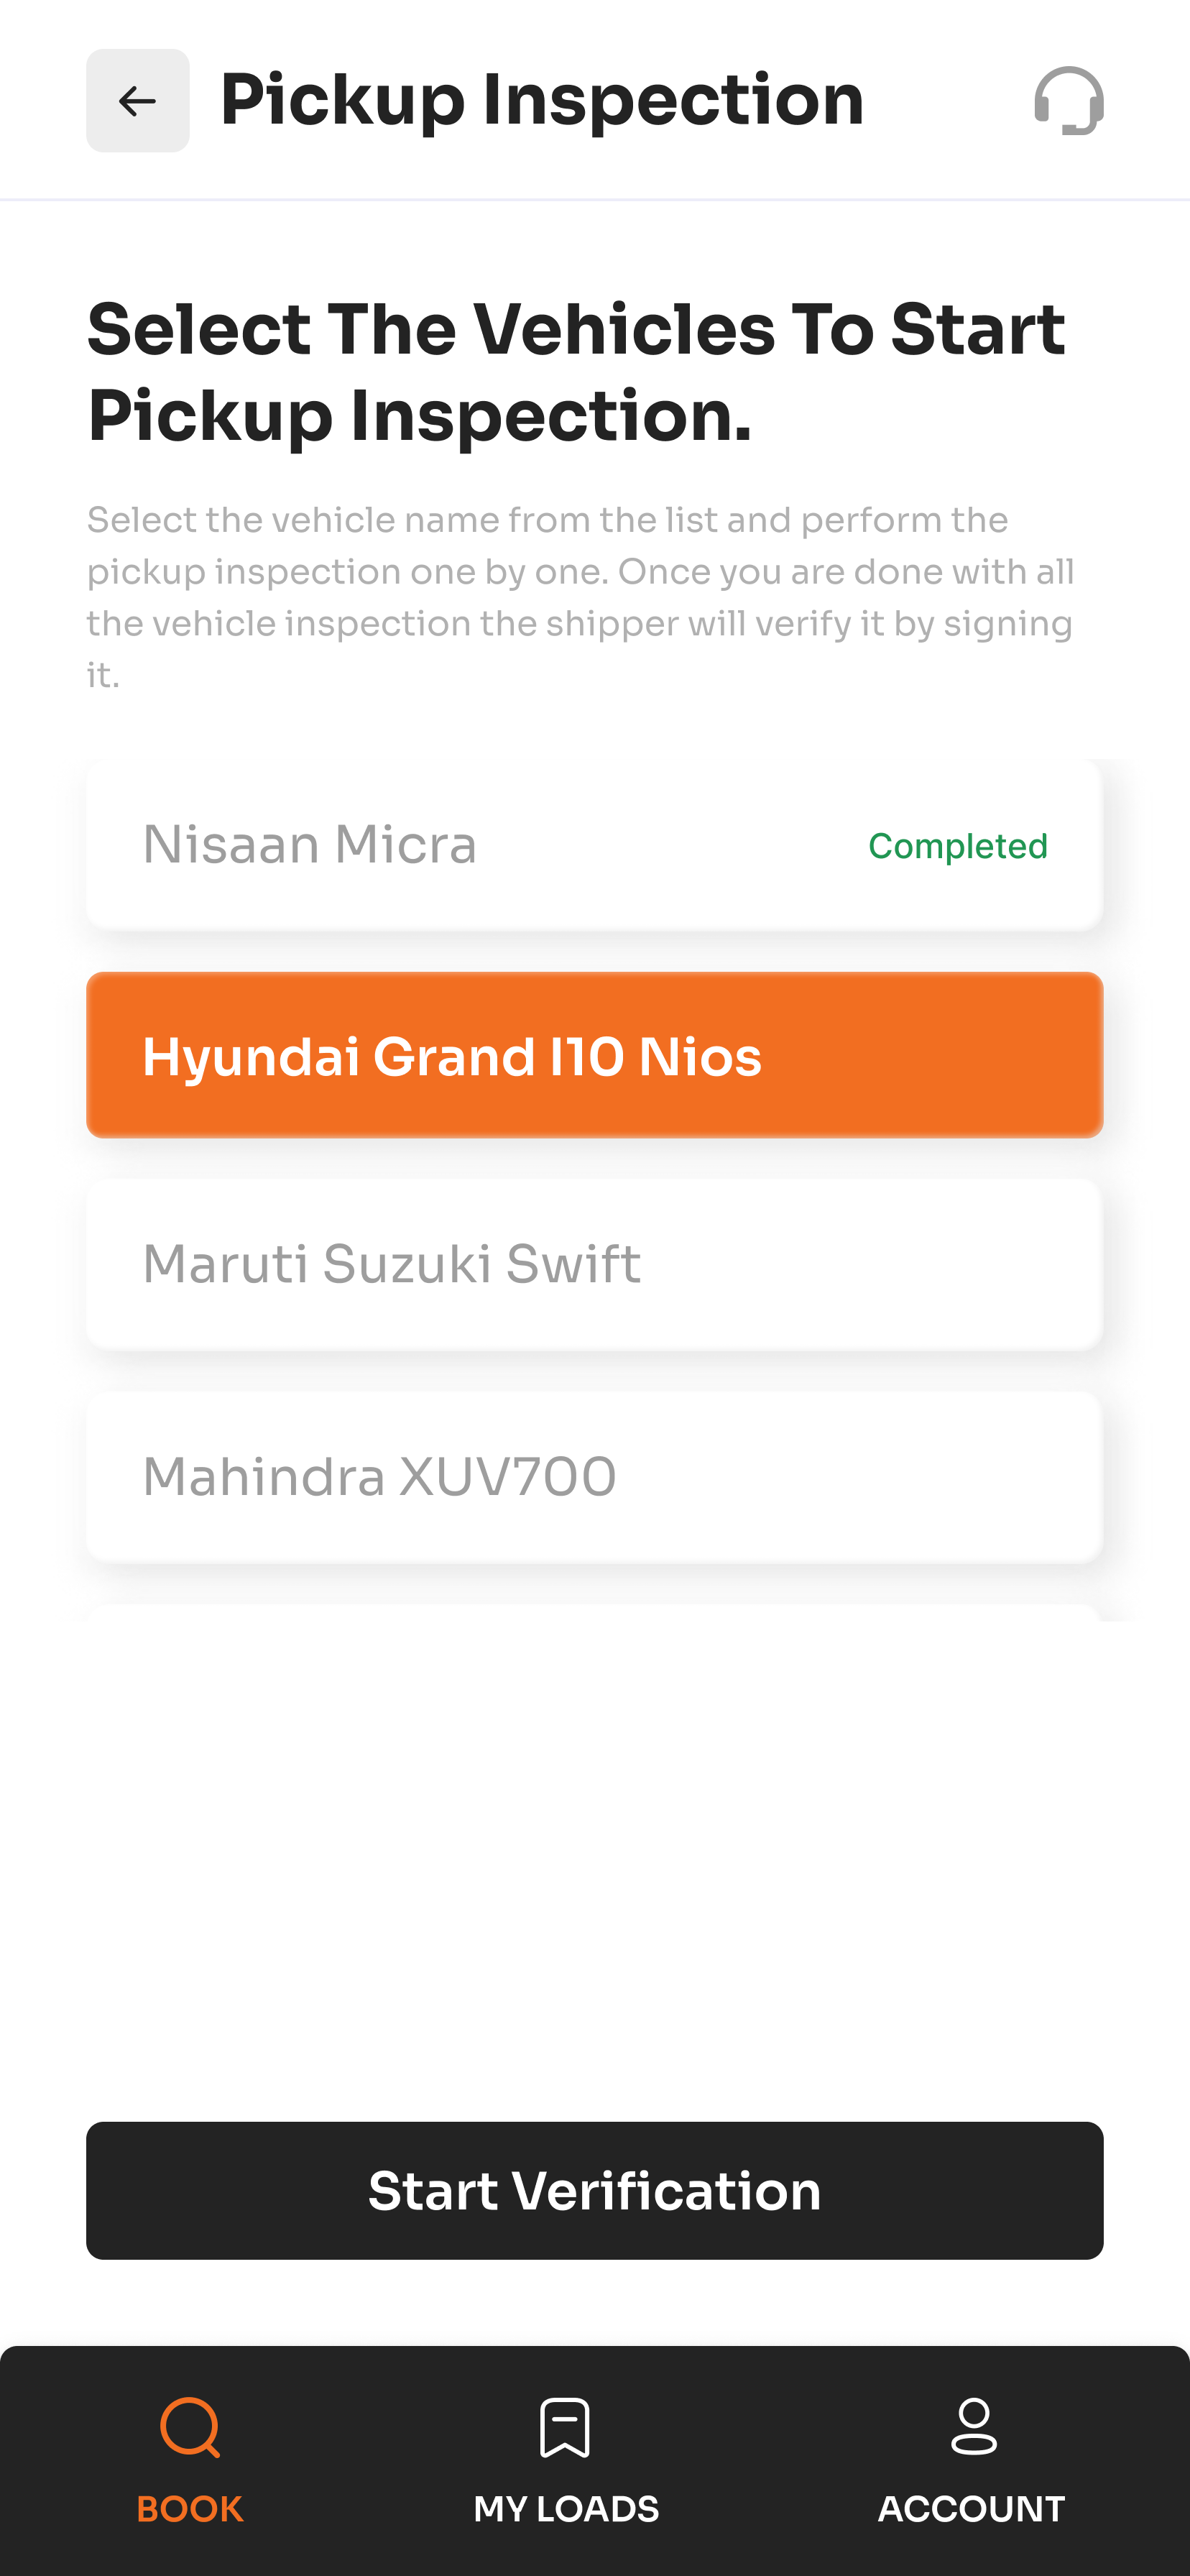 Pickup Inspection
Select The Vehicles To Start
Pickup Inspection.
Select the vehicle name from the list and perform the
pickup inspection one by one. Once you are done with all
the vehicle inspection the shipper will verify it by signing
it.
Nisaan Micra
Completed
Hyundai Grand I10 Nios
Maruti Suzuki Swift
Mahindra XUV700
Start Verification
BOOK
MY LOADS
ACCOUNT